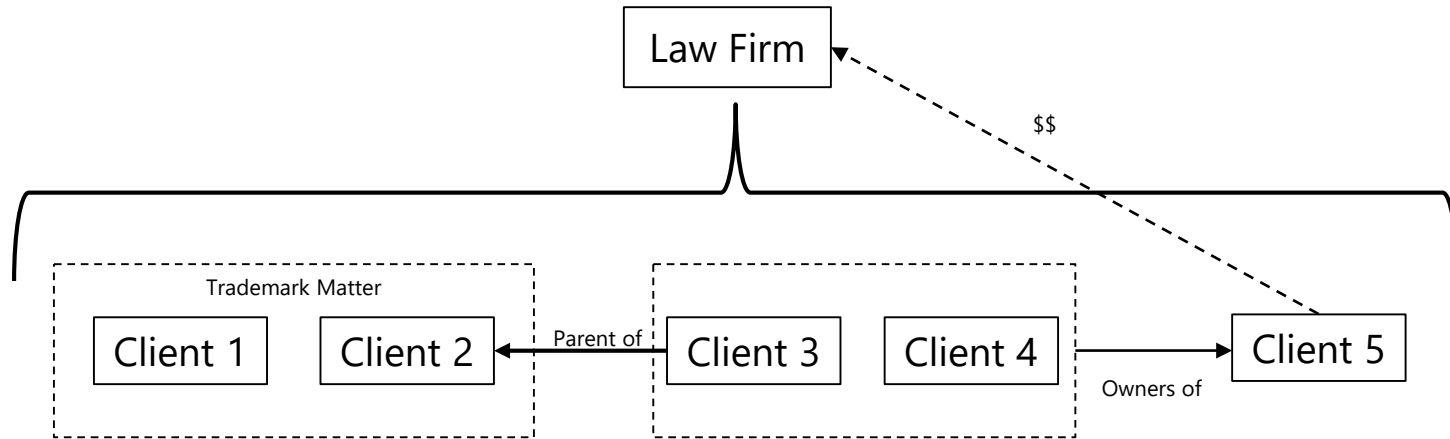 Law Firm
$$
Trademark Matter
Client 1
Client 2
Parent of
Client 3
Client 4
Owners of
Client 5